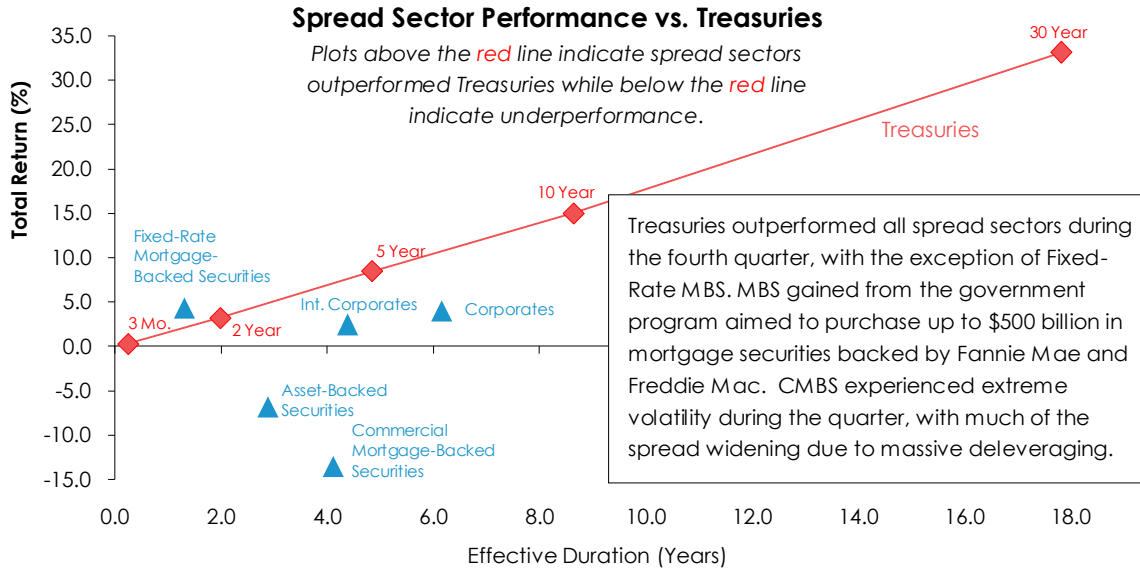 Spread Sector Performance vs. Treasuries
Plots above the red line indicate spread sectors
outperformed Treasuries while below the red line
indicate underperformance.
Total Return (%)
35.0
30.0
25.0
20.0
15.0
10.0
5.0
0.0
-5.0
-10.0
-15.0
30 Year
Treasuries
10 Year
5 Year
Fixed-Rate
Mortgage-
Backed Securities
3 Mo.
2 Year
Int. Corporates
Corporates
Asset-Backed
Securities
Commercial
Mortgage-Backed
Securities
Treasuries outperformed all spread sectors during
the fourth quarter, with the exception of Fixed-
Rate MBS. MBS gained from the government
program aimed to purchase up to $500 billion in
mortgage securities backed by Fannie Mae and
Freddie Mac. CMBS experienced extreme
volatility during the quarter, with much of the
spread widening due to massive deleveraging.
0.0 2.0 4.0 6.0 8.0 10.0 12.0 14.0 16.0 18.0
Effective Duration (Years)